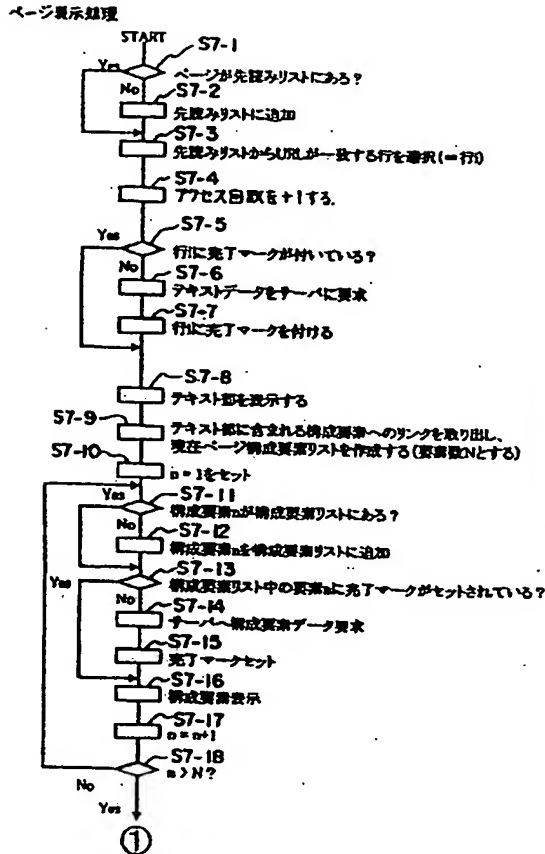 ページ表示処理
START
S7-1
Yes
ページが先読みリストにある?
No
S7-2
先読みリストに追加
S7-3
先読みリストからURLが一致する行を選択(=行i)
S7-4
アクセス回数を+1する.
S7-5
Yes
行iに完了マークが付いている?
No
S7-6
テキストデータをサーバに要求
S7-7
行iに完了マークを付ける
S7-8
テキスト部を表示する
S7-9
テキスト部に含まれる構成要素へのリンクを取り出し、
現在ページ構成要素リストを作成する(要素数Nとする)
S7-10
n=1をセット
S7-11
Yes
構成要素nが構成要素リストにある?
No
S7-12
構成要素nを構成要素リストに追加
S7-13
Yes
構成要素リスト中の要素nに完了マークがセットされている?
No
S7-14
サーバへ構成要素データ要求
S7-15
完了マークセット
S7-16
構成要素表示
S7-17
n=n+1
S7-18
n>N?
No
Yes
①